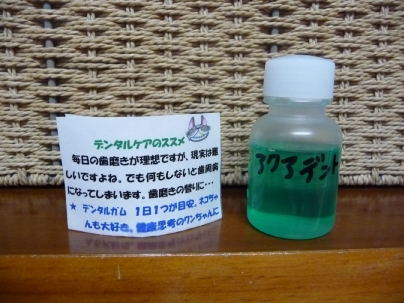 デンタルケアのススメ
毎日の歯磨きが理想ですが、現実は難
しいですよね。でも何もしないと歯周病
になってしまいます。歯磨きの替りに・・・
★ デンタルガム 1日1つが目安。ネコちゃ
んも大好き。健康思考のワンちゃんに
アクアデント